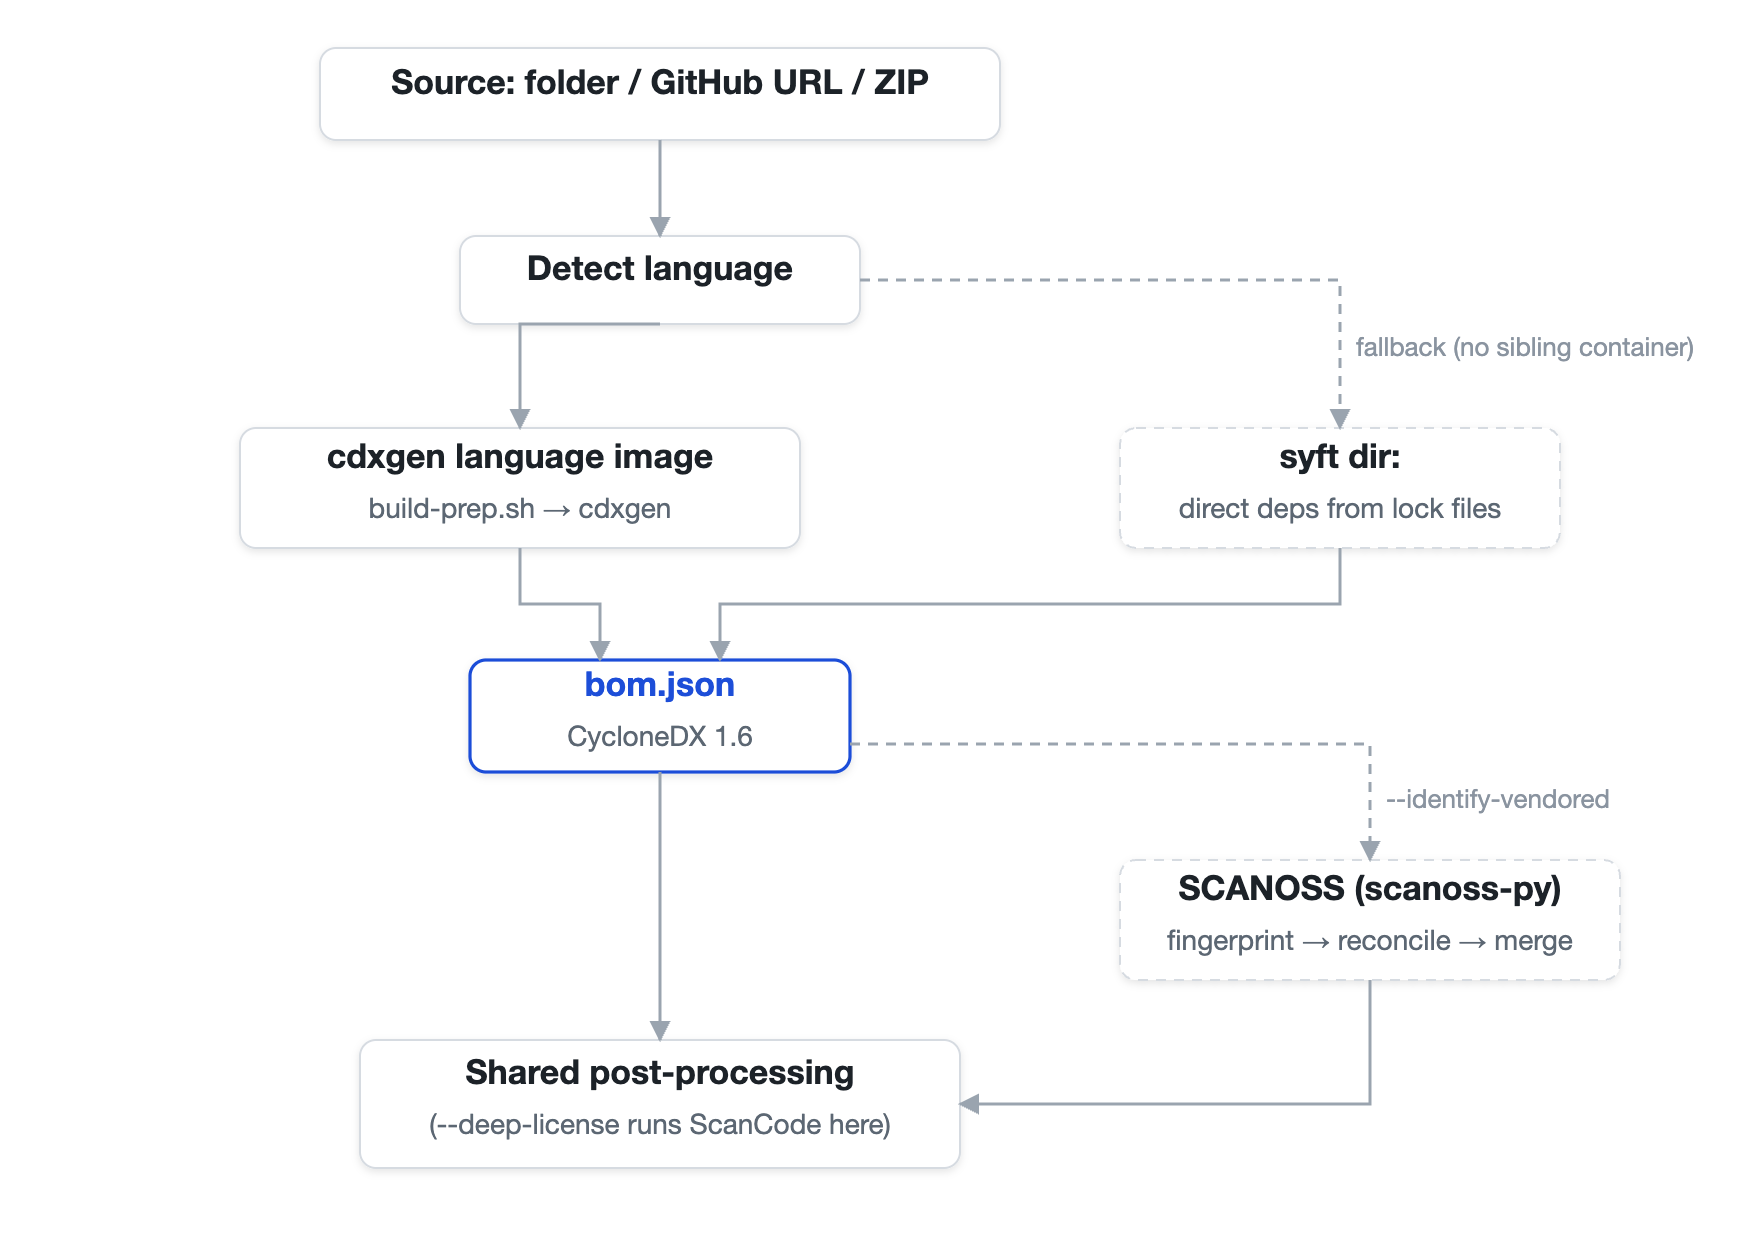 Source: folder / GitHub URL / ZIP
Detect language
fallback (no sibling container)
cdxgen language image
build-prep.sh → cdxgen
syft dir:
direct deps from lock files
bom.json
CycloneDX 1.6
--identify-vendored
SCANOSS (scanoss-py)
fingerprint → reconcile → merge
Shared post-processing
(--deep-license runs ScanCode here)